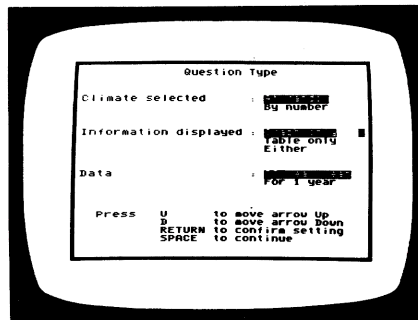 Question Type
Climate selected :
By number
Information displayed :
Table only
Either
Data :
For 1 year
Press U to move arrow Up
D to move arrow Down
RETURN to confirm setting
SPACE to continue